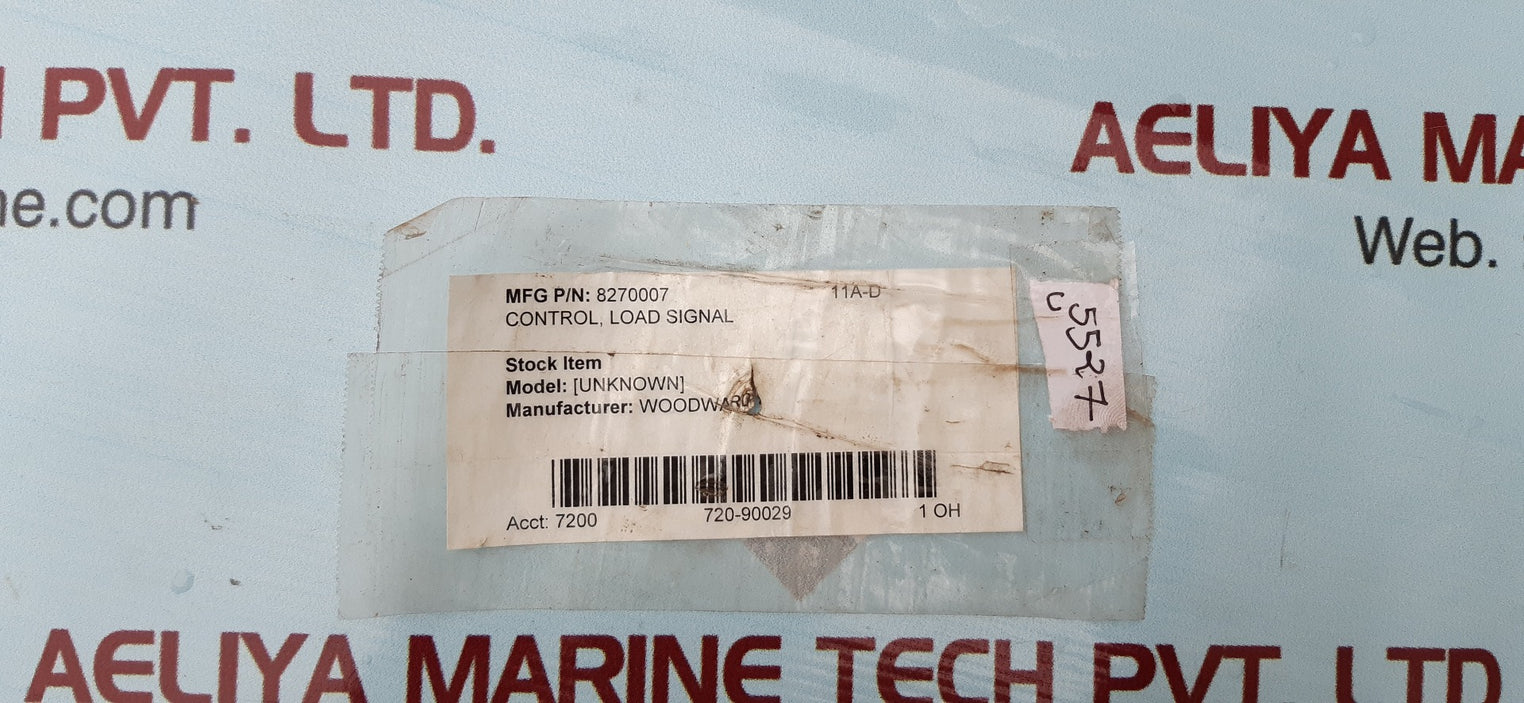 PVT. LTD.
AELIYA
ne.com
Web.
MFG P/N: 8270007
11A-D
CONTROL, LOAD SIGNAL
Stock Item
Model: [UNKNOWN]
Manufacturer: WOODWARD
5527
U
Acct: 7200
720-90029
1 OH
AELIYA MARINE TECH PVT. LTD